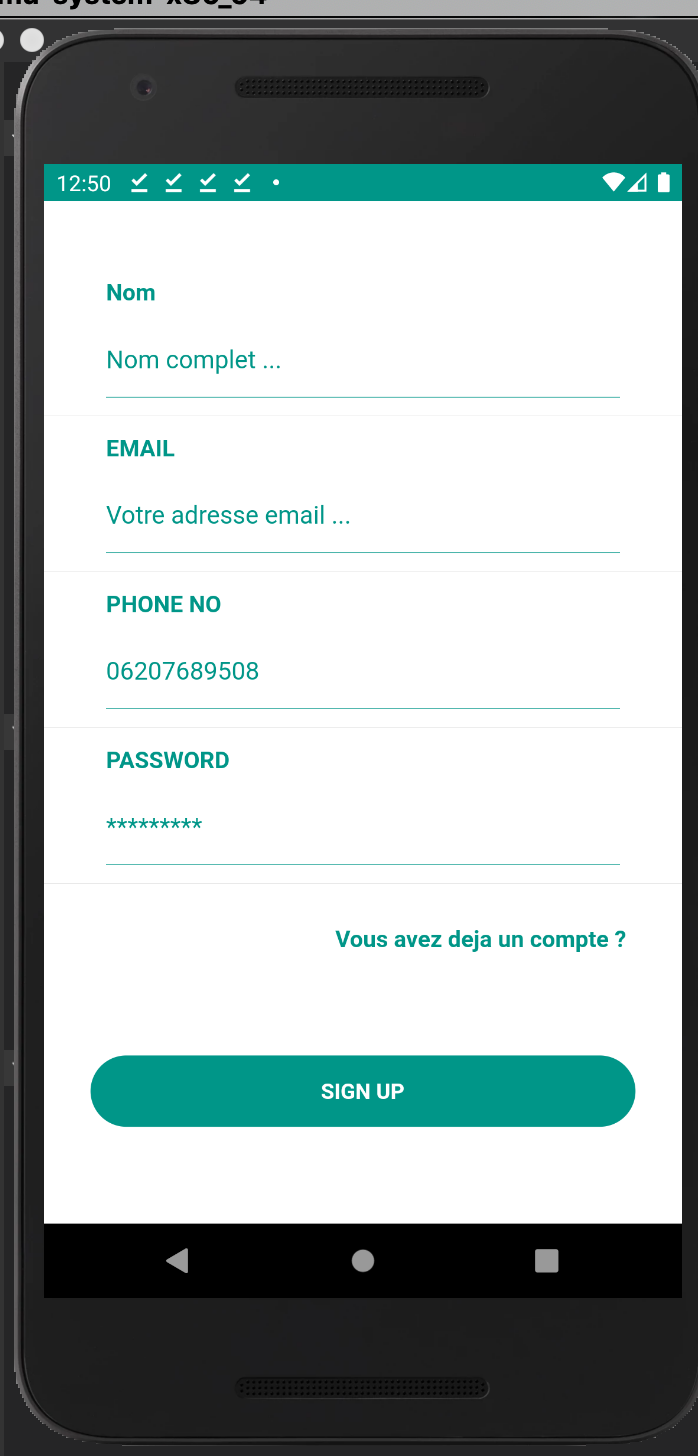 12:50
Nom
Nom complet ...
EMAIL
Votre adresse email ...
PHONE NO
06207689508
PASSWORD
*********
Vous avez deja un compte ?
SIGN UP